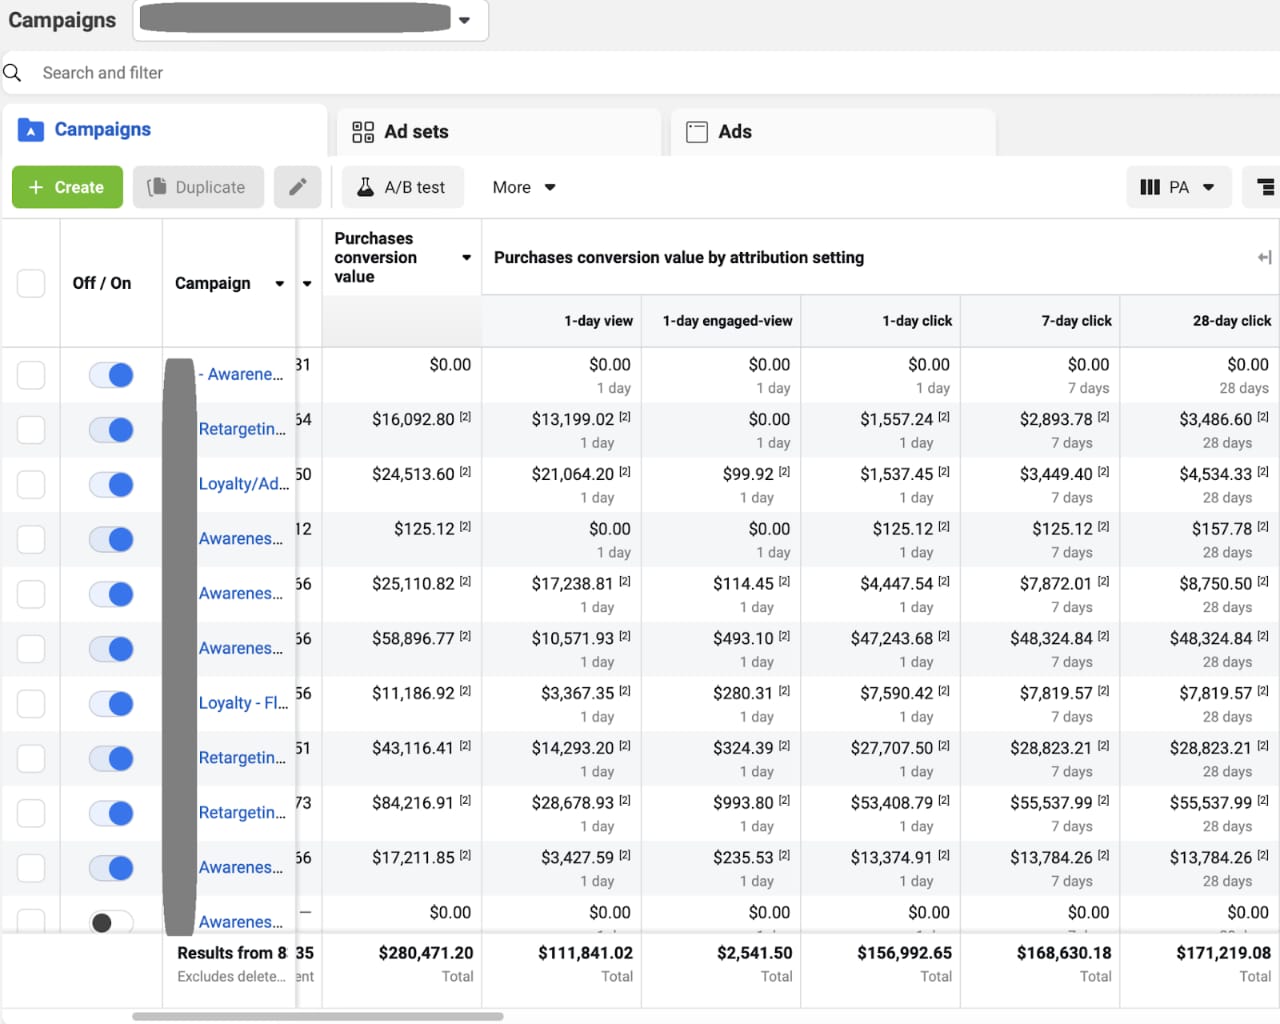 Campaigns
Search and filter
Campaigns Ad sets Ads
+ Create Duplicate A/B test More PA
Off / On Campaign Purchases conversion value Purchases conversion value by attribution setting
1-day view 1-day engaged-view 1-day click 7-day click 28-day click
- Awarene... 31 $0.00 $0.00 $0.00 $0.00 $0.00 $0.00
1 day 1 day 1 day 7 days 28 days
Retargetin... 64 $16,092.80 [2] $13,199.02 [2] $0.00 $1,557.24 [2] $2,893.78 [2] $3,486.60 [2]
1 day 1 day 1 day 7 days 28 days
Loyalty/Ad... 50 $24,513.60 [2] $21,064.20 [2] $99.92 [2] $1,537.45 [2] $3,449.40 [2] $4,534.33 [2]
1 day 1 day 1 day 7 days 28 days
Awarenes... 12 $125.12 [2] $0.00 $0.00 $125.12 [2] $125.12 [2] $157.78 [2]
1 day 1 day 1 day 7 days 28 days
Awarenes... 66 $25,110.82 [2] $17,238.81 [2] $114.45 [2] $4,447.54 [2] $7,872.01 [2] $8,750.50 [2]
1 day 1 day 1 day 7 days 28 days
Awarenes... 66 $58,896.77 [2] $10,571.93 [2] $493.10 [2] $47,243.68 [2] $48,324.84 [2] $48,324.84 [2]
1 day 1 day 1 day 7 days 28 days
Loyalty - Fl... 56 $11,186.92 [2] $3,367.35 [2] $280.31 [2] $7,590.42 [2] $7,819.57 [2] $7,819.57 [2]
1 day 1 day 1 day 7 days 28 days
Retargetin... 51 $43,116.41 [2] $14,293.20 [2] $324.39 [2] $27,707.50 [2] $28,823.21 [2] $28,823.21 [2]
1 day 1 day 1 day 7 days 28 days
Retargetin... 73 $84,216.91 [2] $28,678.93 [2] $993.80 [2] $53,408.79 [2] $55,537.99 [2] $55,537.99 [2]
1 day 1 day 1 day 7 days 28 days
Awarenes... 66 $17,211.85 [2] $3,427.59 [2] $235.53 [2] $13,374.91 [2] $13,784.26 [2] $13,784.26 [2]
1 day 1 day 1 day 7 days 28 days
Awarenes... — $0.00 $0.00 $0.00 $0.00 $0.00 $0.00
Results from 8 35 $280,471.20 $111,841.02 $2,541.50 $156,992.65 $168,630.18 $171,219.08
Excludes delete... ent Total Total Total Total Total Total